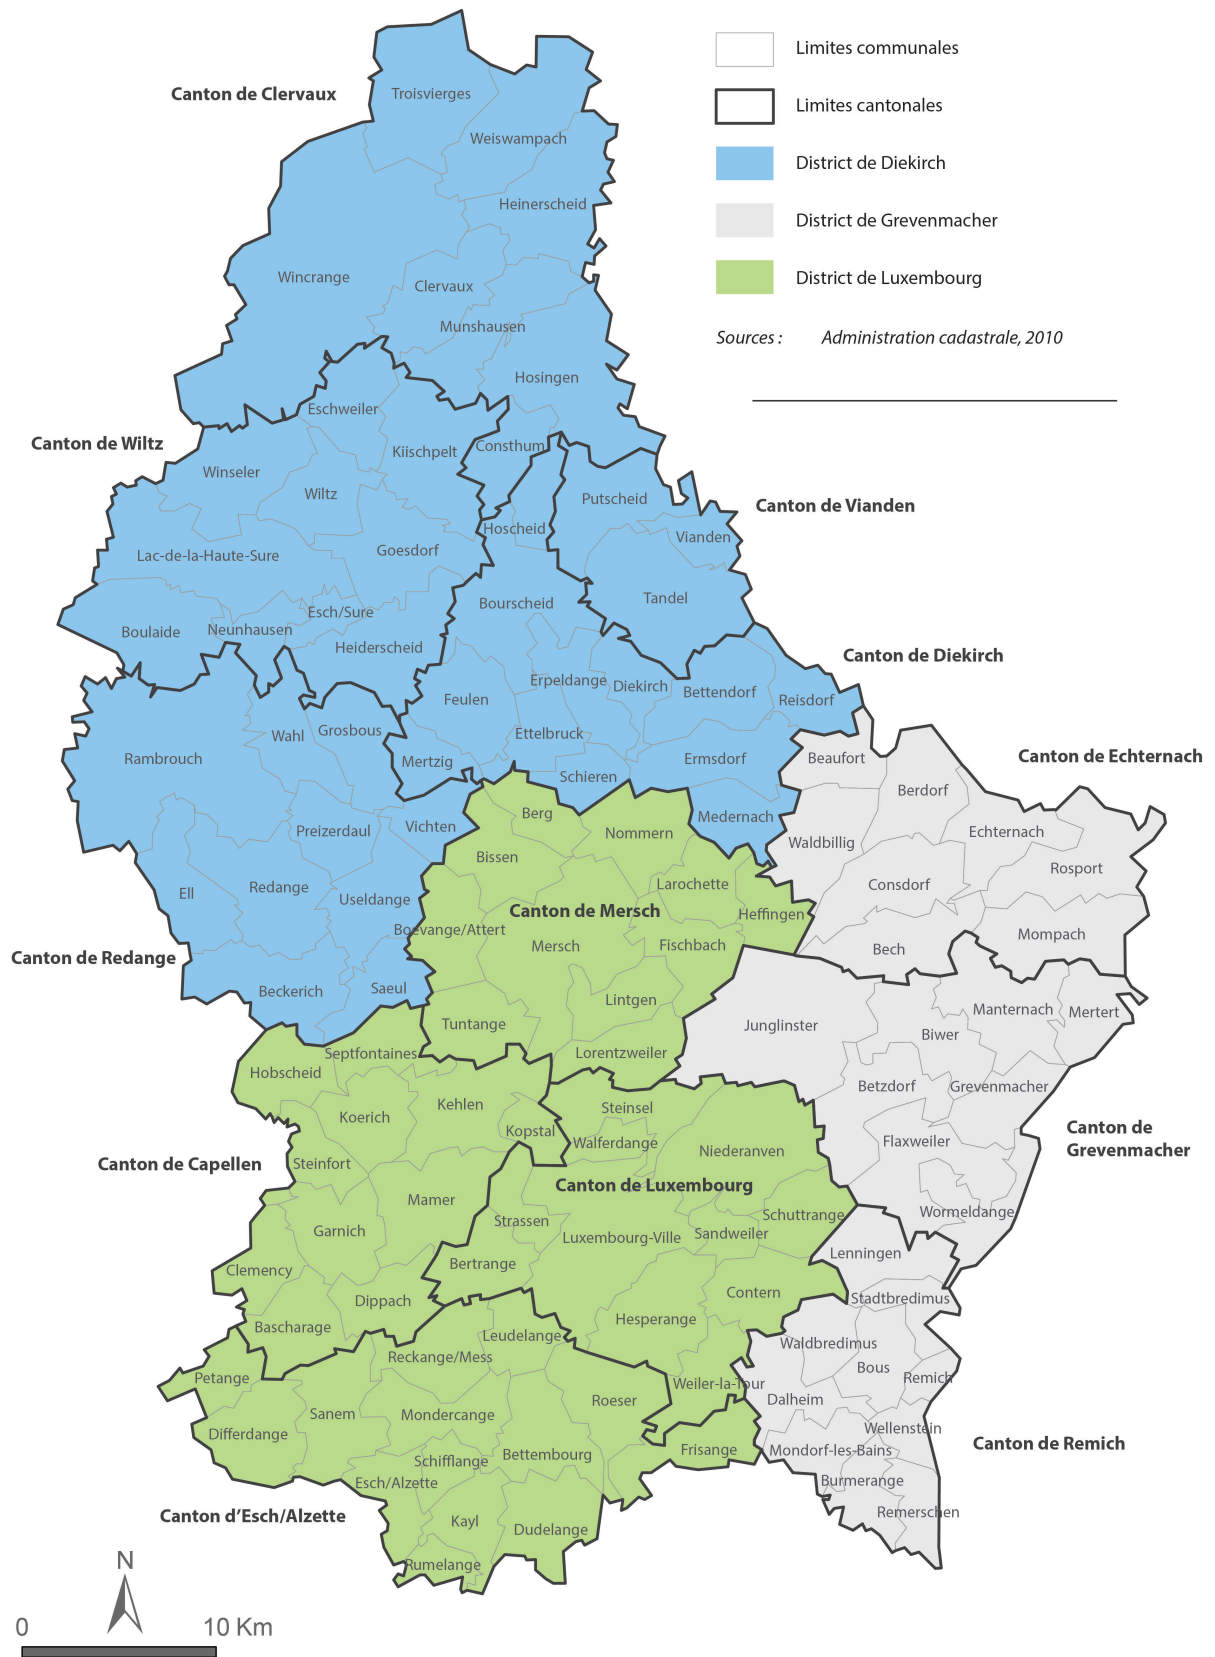 Limites communales
Canton de Clervaux
Troisvierges
Limites cantonales
Weiswampach
District de Diekirch
Heinerscheid
District de Grevenmacher
Wincrange
Clervaux
District de Luxembourg
Munshausen
Sources : Administration cadastrale, 2010
Hosingen
Eschweiler
Canton de Wiltz
Kiischpelt
Consthum
Winseler
Wiltz
Putscheid
Canton de Vianden
Hoscheid
Vianden
Lac-de-la-Haute-Sure
Goesdorf
Tandel
Bourscheid
Esch/Sure
Boulaide
Neunhausen
Heiderscheid
Canton de Diekirch
Erpeldange
Diekirch
Bettendorf
Reisdorf
Feulen
Wahl
Grosbous
Ettelbruck
Rambrouch
Mertzig
Schieren
Ermsdorf
Beaufort
Canton de Echternach
Berdorf
Berg
Medernach
Preizerdaul
Vichten
Nommern
Waldbillig
Echternach
Bissen
Rosport
Ell
Redange
Useldange
Larochette
Consdorf
Canton de Mersch
Heffingen
Boevange/Attert
Mersch
Fischbach
Bech
Mompach
Canton de Redange
Beckerich
Saeul
Lintgen
Manternach
Mertert
Tuntange
Junglinster
Biwer
Septfontaines
Lorentzweiler
Hobscheid
Betzdorf
Grevenmacher
Koerich
Kehlen
Steinsel
Kopstal
Walferdange
Niederanven
Flaxweiler
Canton de
Grevenmacher
Canton de Capellen
Steinfort
Canton de Luxembourg
Mamer
Garnich
Strassen
Luxembourg-Ville
Sandweiler
Schuttrange
Wormeldange
Lenningen
Clemency
Bertrange
Dippach
Contern
Stadtbredimus
Bascharage
Leudelange
Hesperange
Waldbredimus
Reckange/Mess
Bous
Petange
Weiler-la-Tour
Remich
Sanem
Mondercange
Roeser
Dalheim
Differdange
Wellenstein
Schifflange
Bettembourg
Frisange
Mondorf-les-Bains
Canton de Remich
Esch/Alzette
Burmerange
Canton d'Esch/Alzette
Kayl
Dudelange
Remerschen
Rumelange
N
0 10 Km